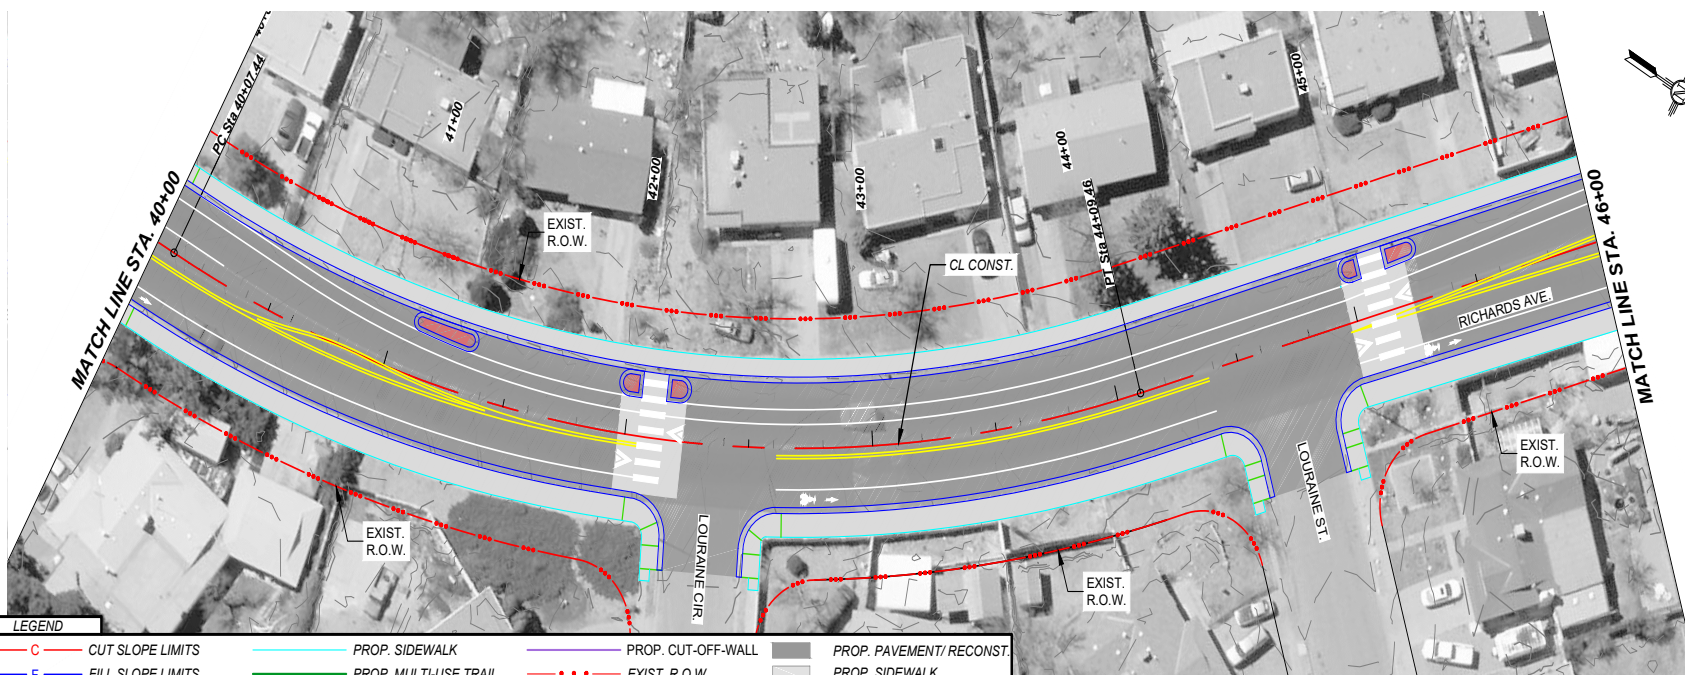 PC Sta 40+07.44
41+00
42+00
43+00
44+00
45+00
PT Sta 44+09.46
MATCH LINE STA. 40+00
MATCH LINE STA. 46+00
EXIST.
R.O.W.
CL CONST.
RICHARDS AVE.
EXIST.
R.O.W.
EXIST.
R.O.W.
EXIST.
R.O.W.
LOURAINE CIR.
LOURAINE ST.
LEGEND
C CUT SLOPE LIMITS
PROP. SIDEWALK
PROP. CUT-OFF-WALL
PROP. PAVEMENT/ RECONST.
F FILL SLOPE LIMITS
PROP. MULTI-USE TRAIL
EXIST. R.O.W.
PROP. SIDEWALK